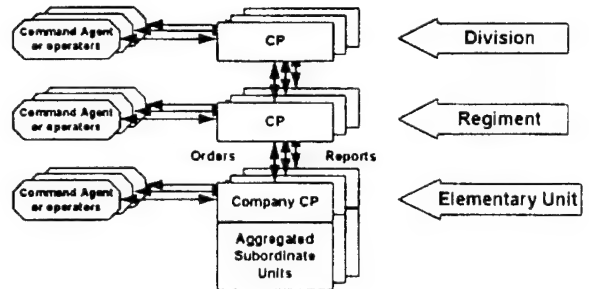 Command Agent
or operators
CP
Division
Command Agent
or operators
CP
Regiment
Orders
Reports
Command Agent
or operators
Company CP
Elementary Unit
Aggregated
Subordinate
Units